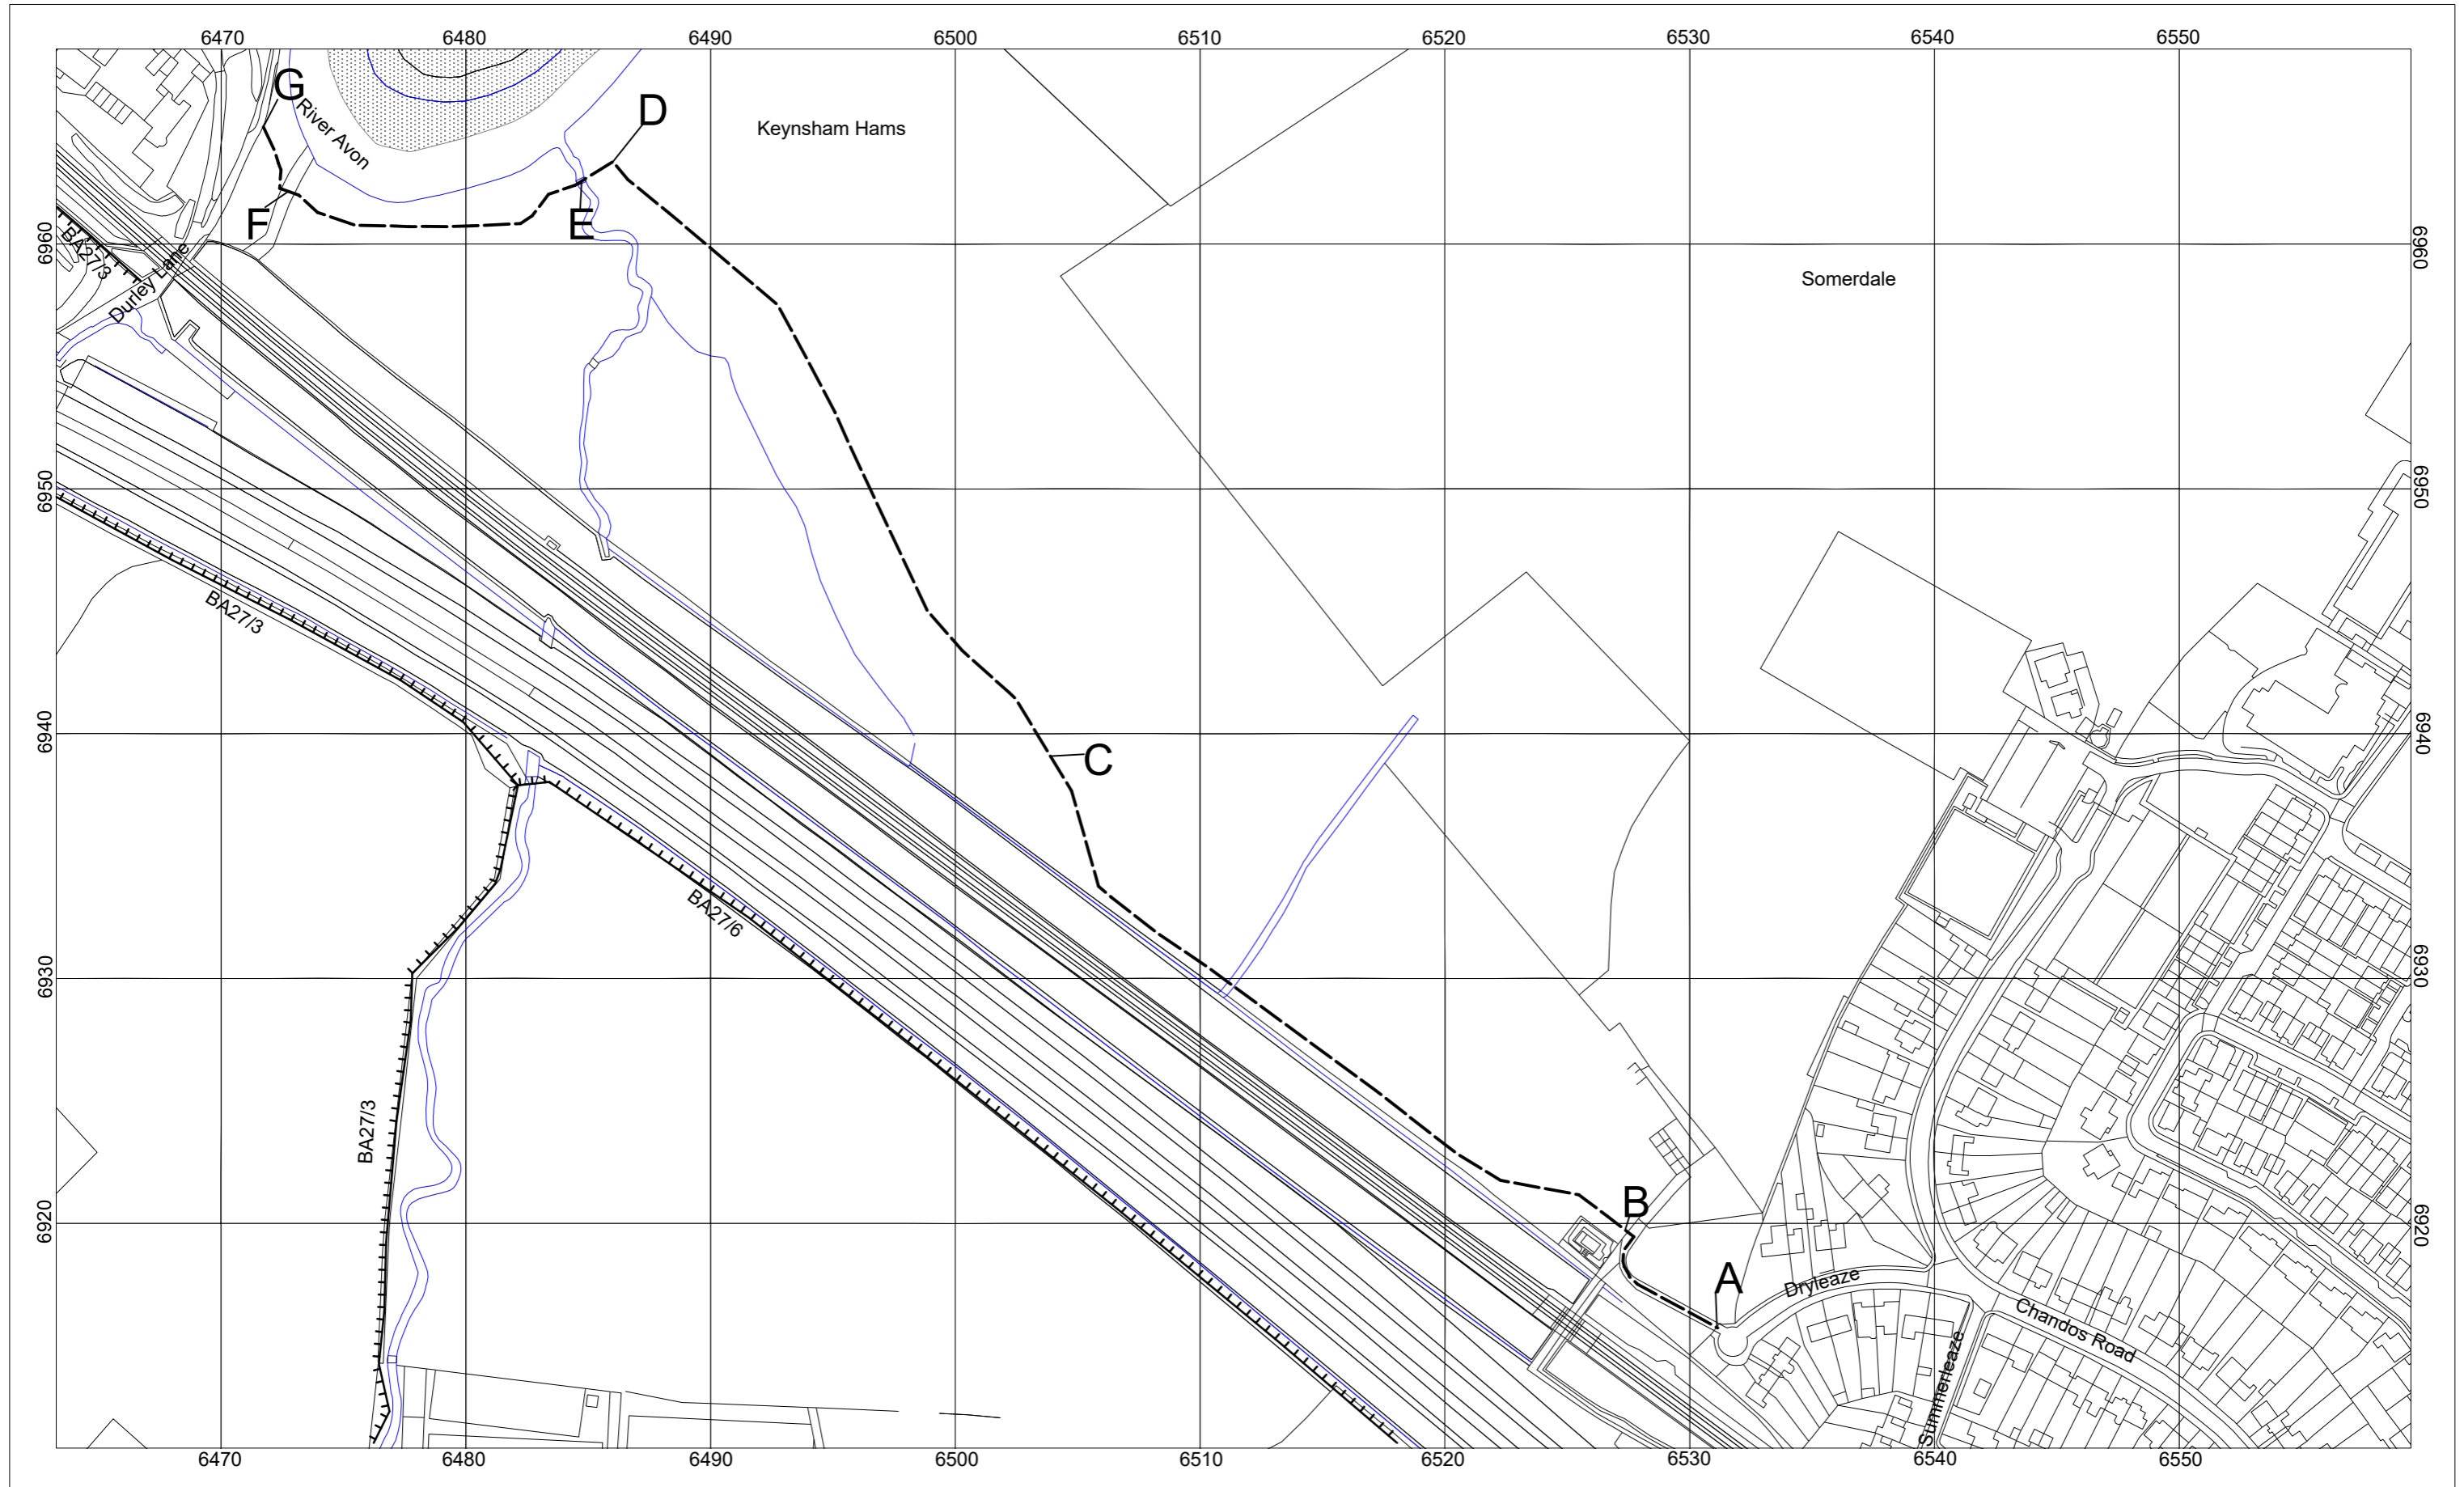 6470 6480 6490 6500 6510 6520 6530 6540 6550
G
D
River Avon
Keynsham Hams
F
E
6960
6960
BA27/3
Durley Lane
Somerdale
6950
6950
BA27/3
6940
6940
C
BA27/6
6930
6930
BA27/3
B
6920
6920
A
Dryleaze
Chandos Road
Summerleaze
6470 6480 6490 6500 6510 6520 6530 6540 6550